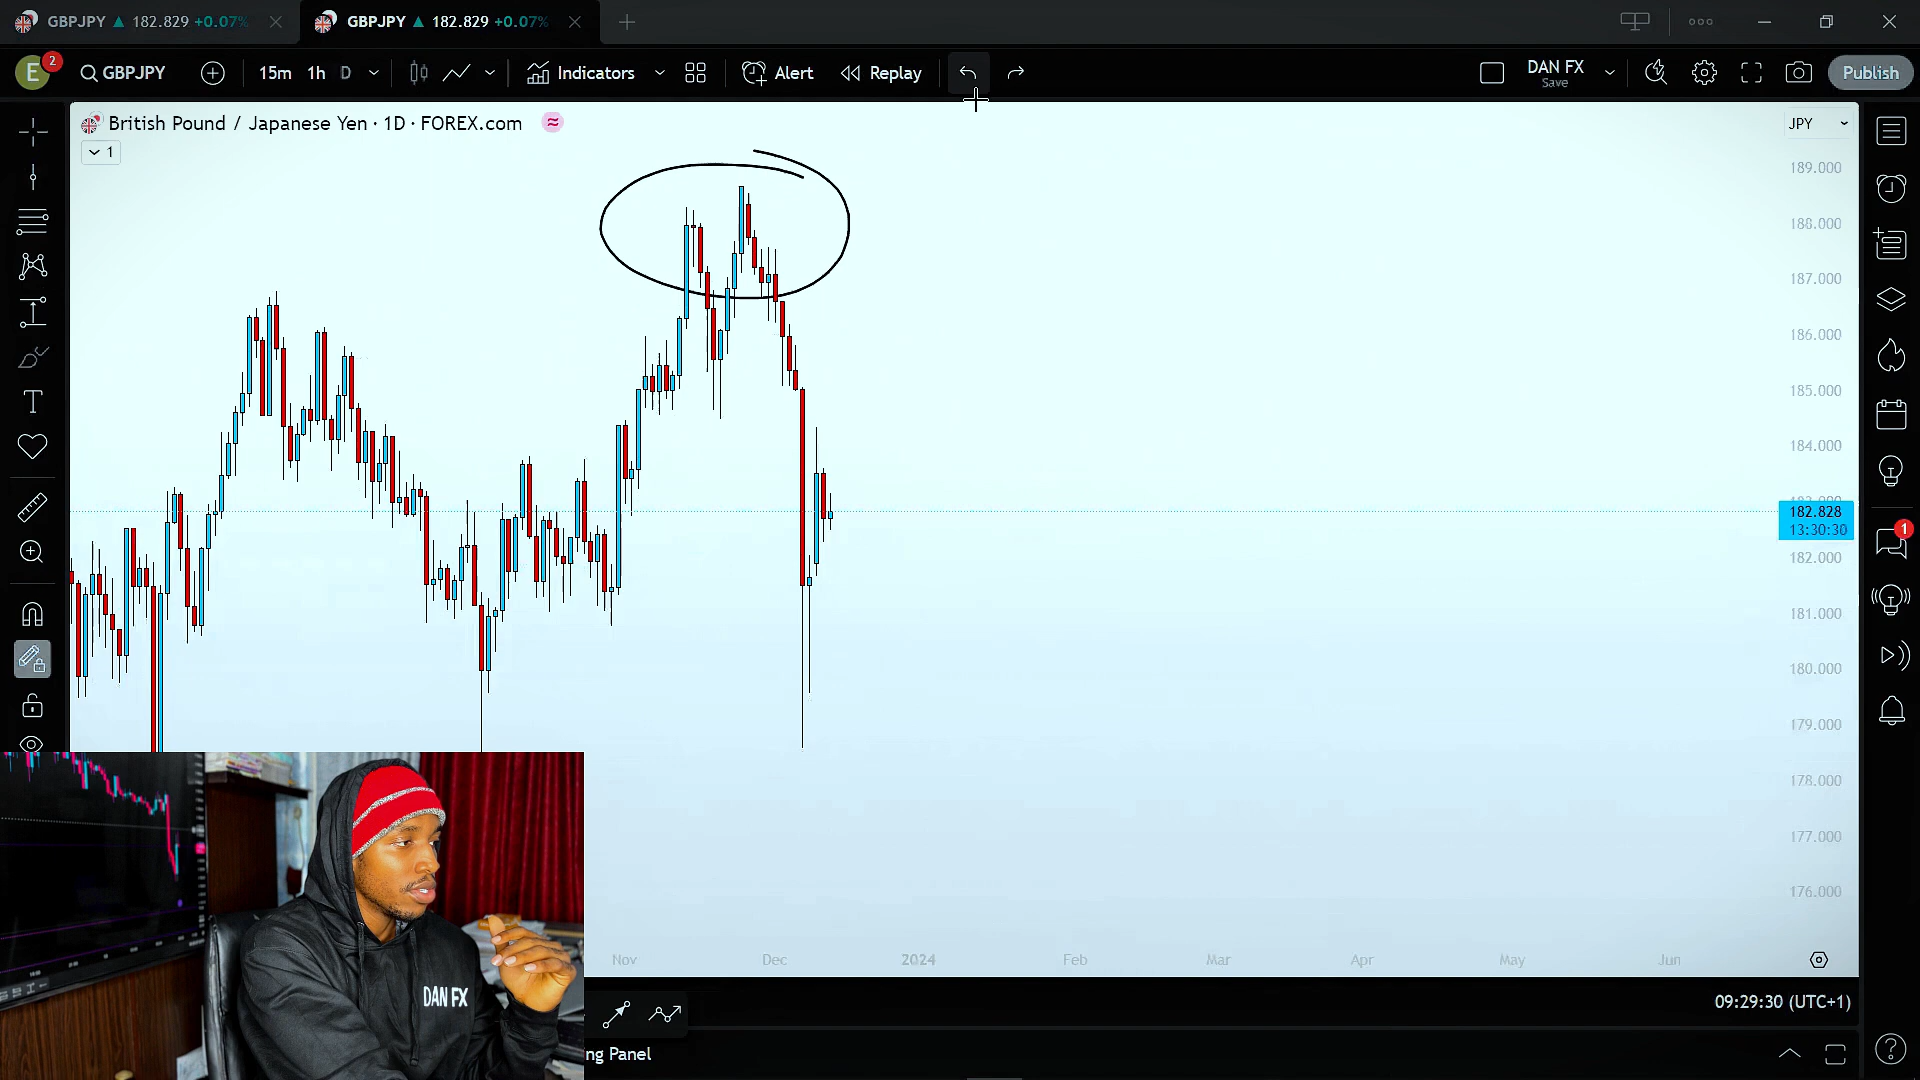 GBPJPY ▲ 182.829 +0.07%
GBPJPY ▲ 182.829 +0.07%
E
2
GBPJPY
15m 1h D
Indicators
Alert
Replay
DAN FX
Save
Publish
British Pound / Japanese Yen · 1D · FOREX.com
1
JPY
189.000
188.000
187.000
186.000
185.000
184.000
183.000
182.828
13:30:30
182.000
181.000
180.000
179.000
178.000
177.000
176.000
1
Nov Dec 2024 Feb Mar Apr May Jun
DAN FX
09:29:30 (UTC+1)
ng Panel